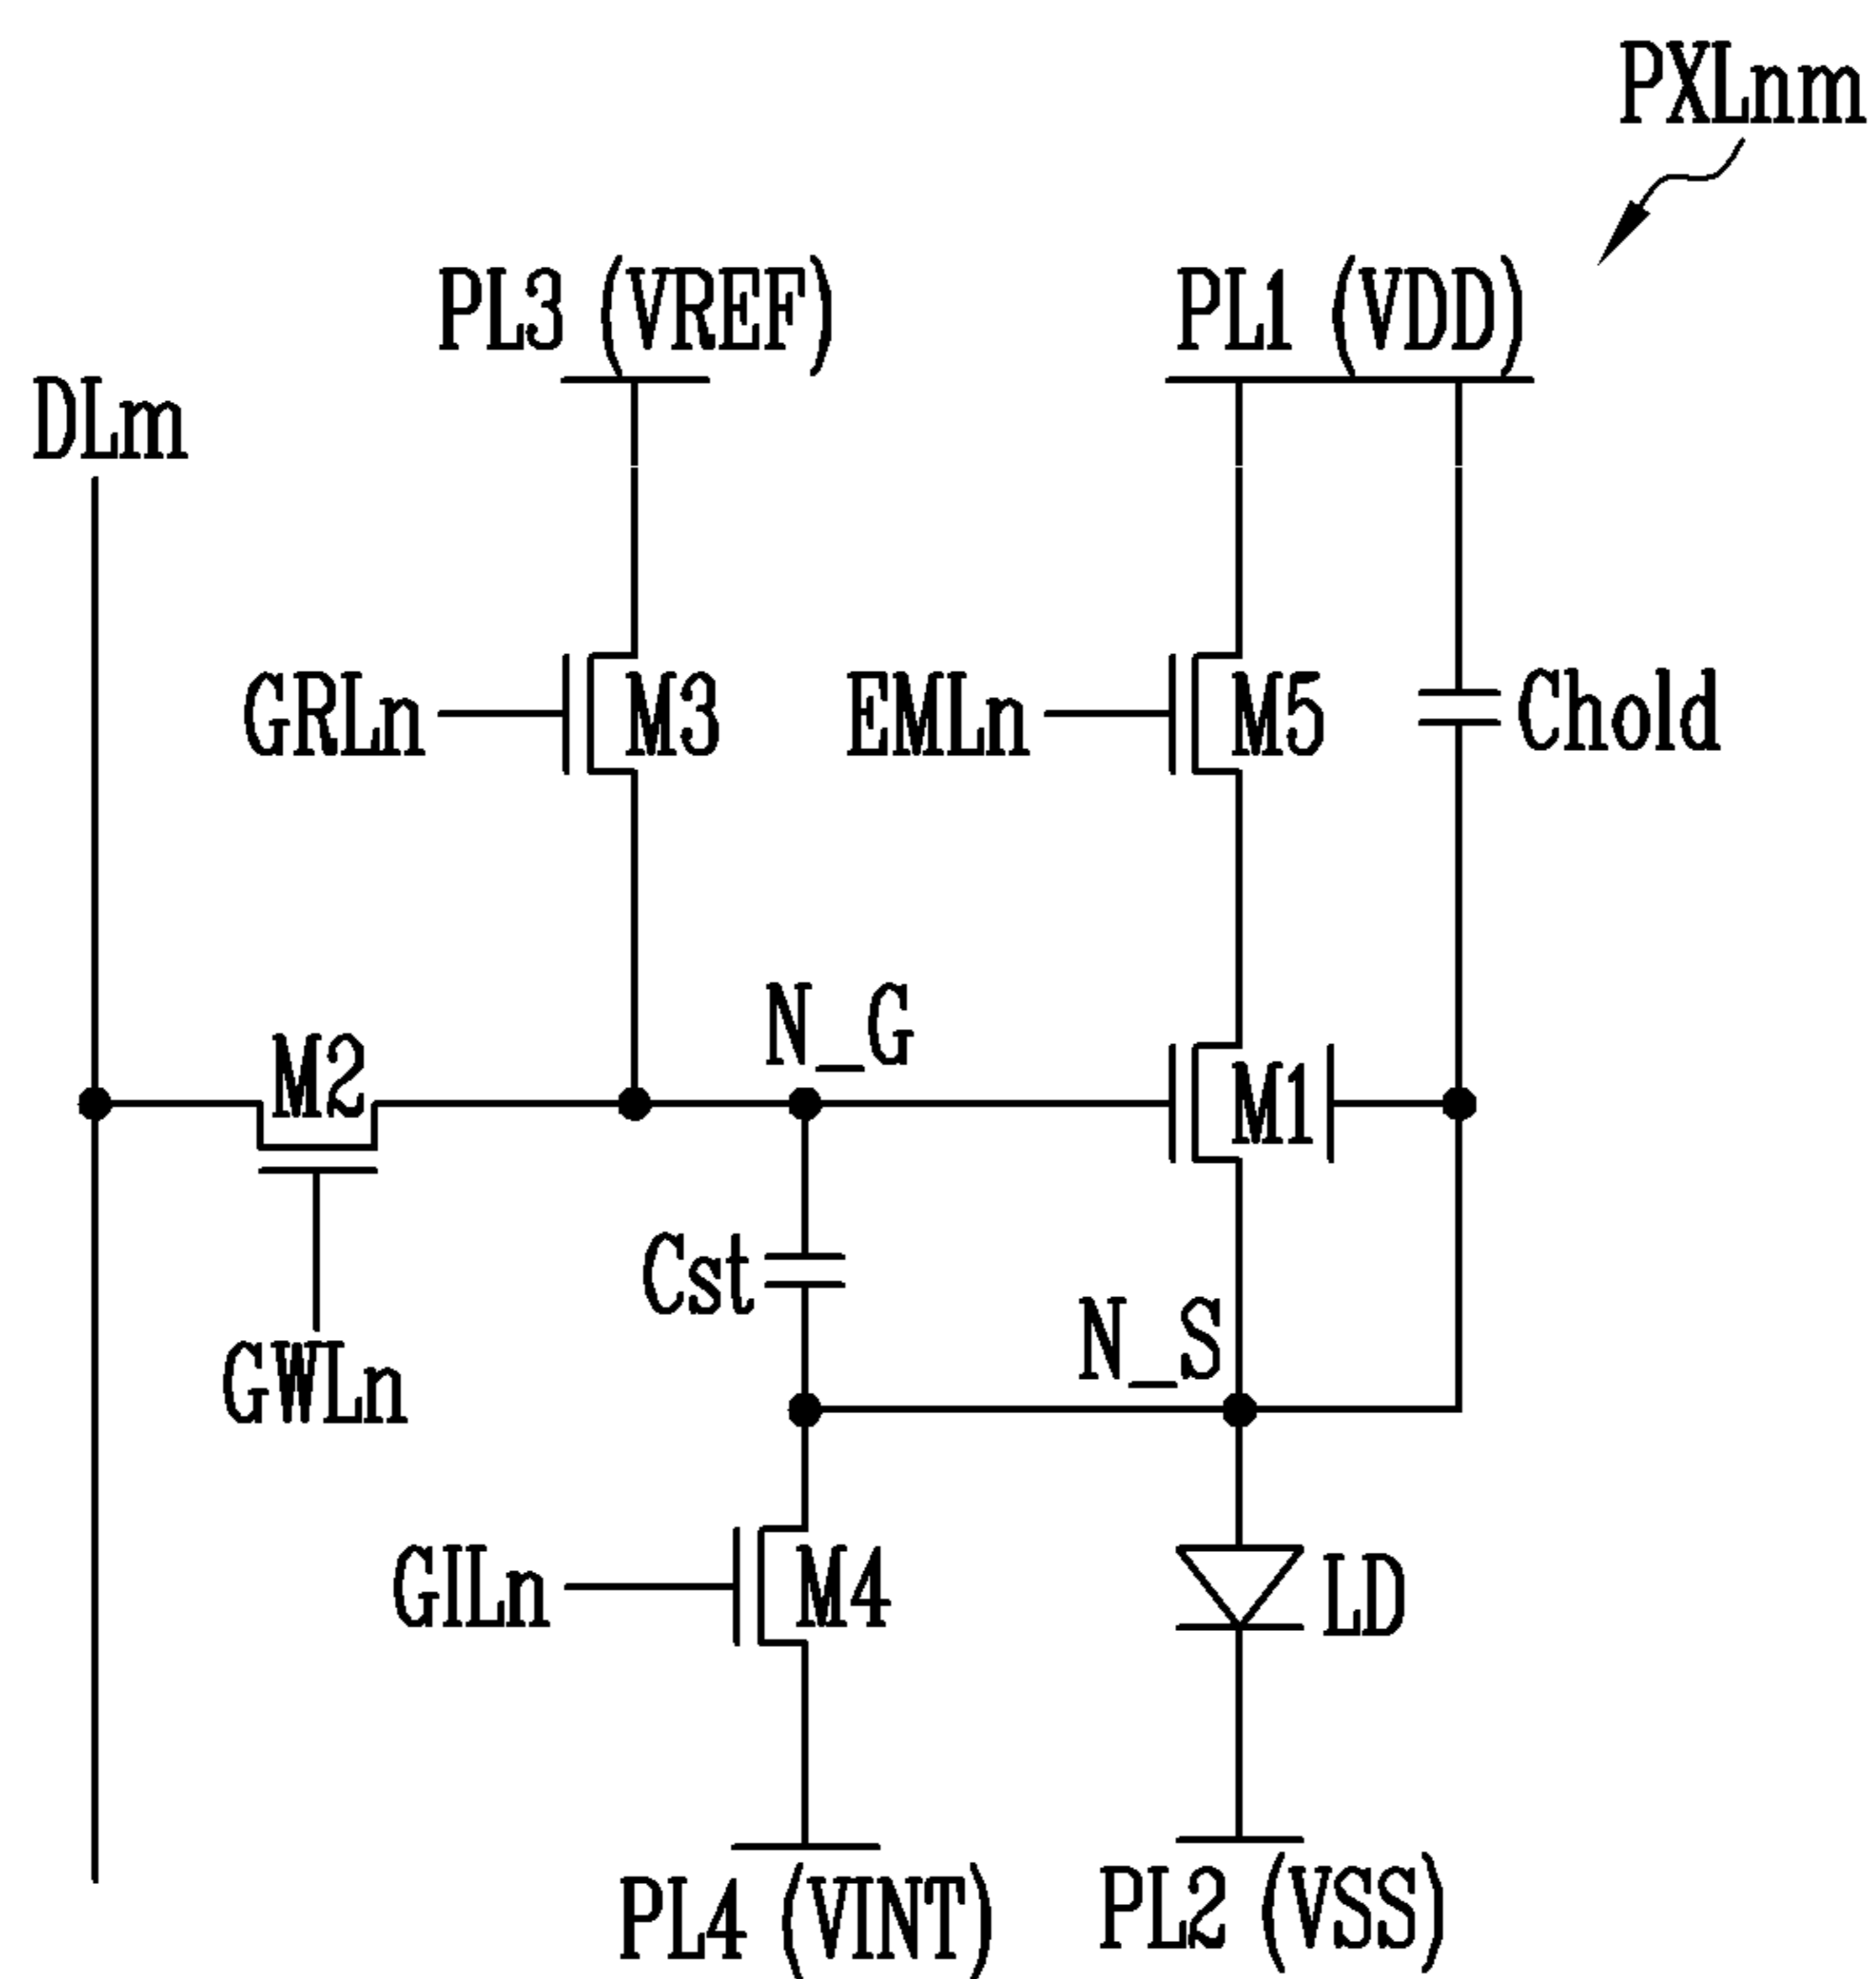 PXLnm
PL3 (VREF)
PL1 (VDD)
DLm
GRLn
M3
EMLn
M5
Chold
N_G
M2
M1
Cst
N_S
GWLn
GILn
M4
LD
PL4 (VINT)
PL2 (VSS)